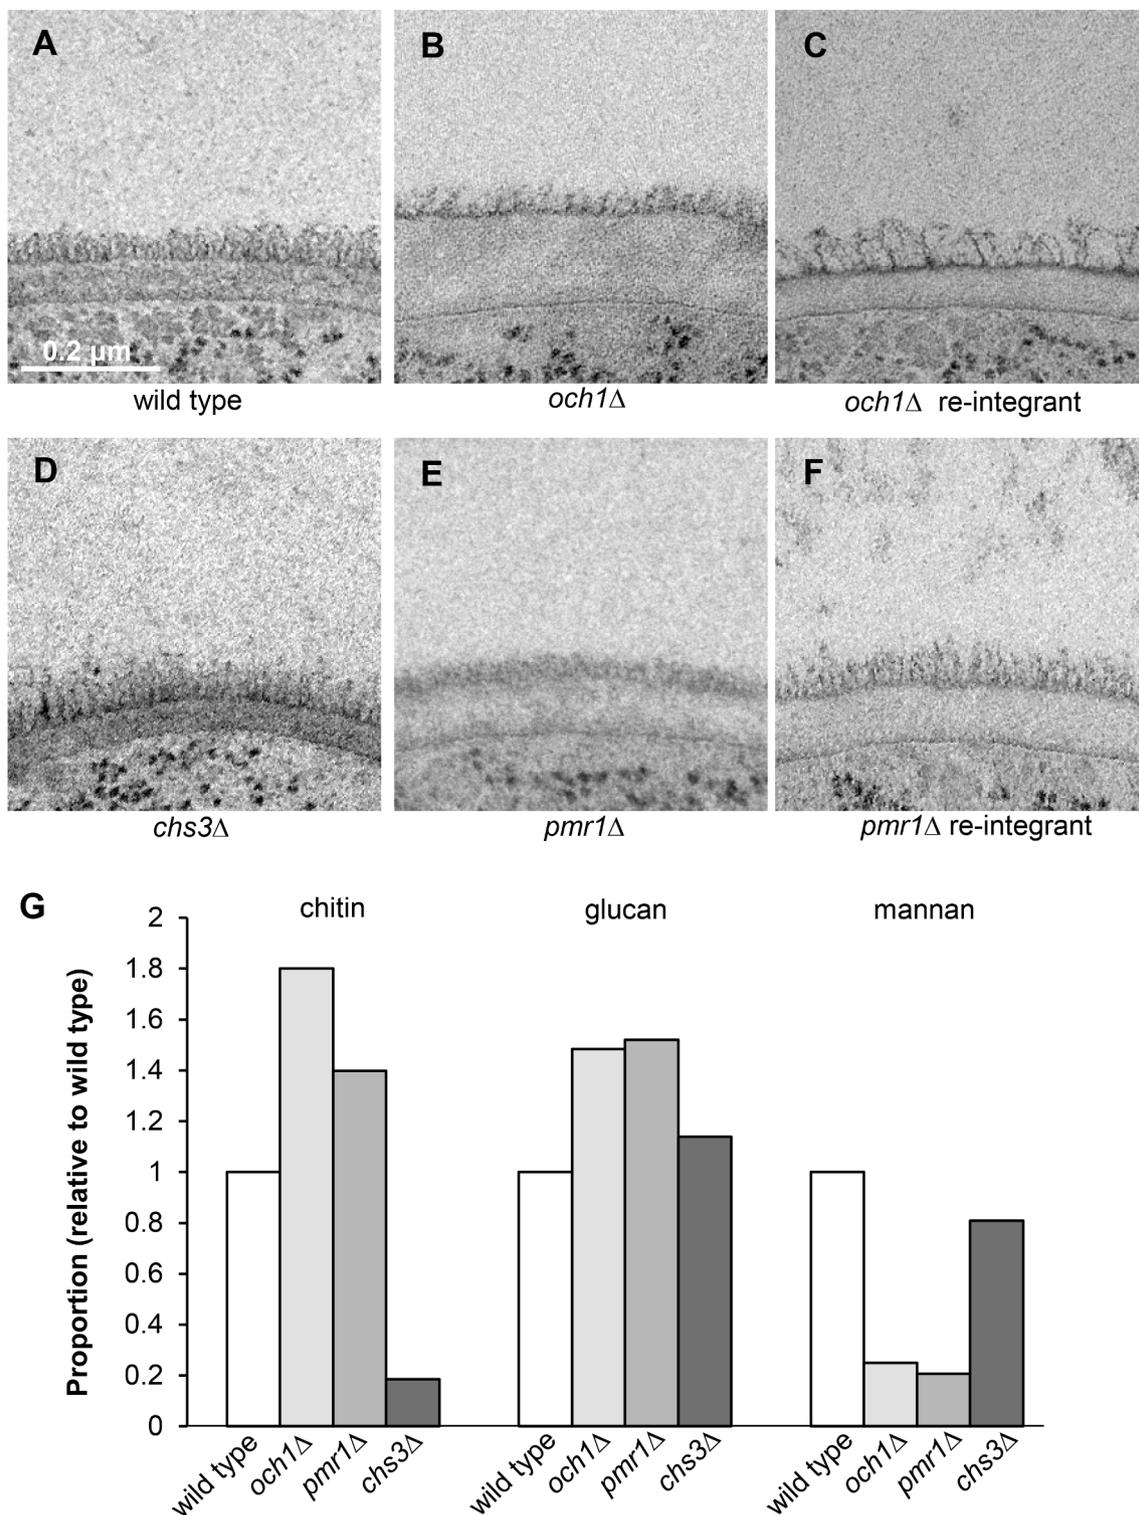 A
B
C
0.2 µm
wild type
och1Δ
och1Δ re-integrant
D
E
F
chs3Δ
pmr1Δ
pmr1Δ re-integrant
G
chitin
glucan
mannan
Proportion (relative to wild type)
2
1.8
1.6
1.4
1.2
1
0.8
0.6
0.4
0.2
0
wild type
och1Δ
pmr1Δ
chs3Δ
wild type
och1Δ
pmr1Δ
chs3Δ
wild type
och1Δ
pmr1Δ
chs3Δ